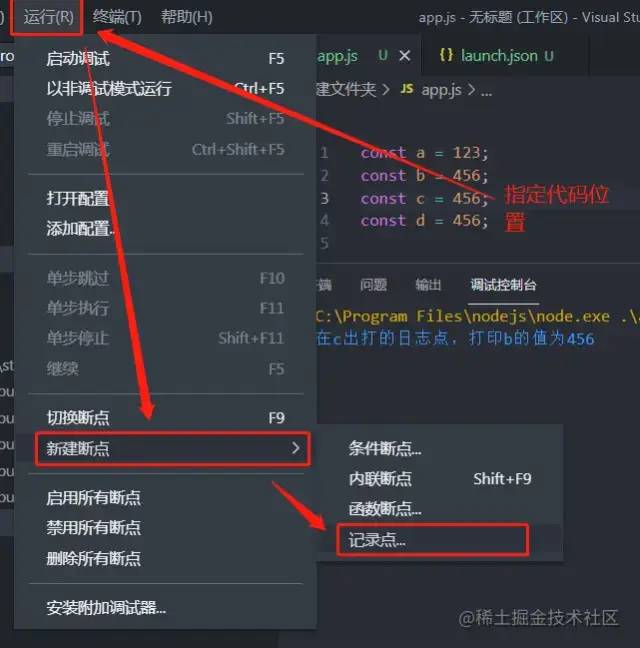 运行(R) 终端(T) 帮助(H) app.js - 无标题 (工作区) - Visual Stu
启动调试 F5
以非调试模式运行 Ctrl+F5
停止调试 Shift+F5
重启调试 Ctrl+Shift+F5
打开配置
添加配置...
单步跳过 F10
单步执行 F11
单步停止 Shift+F11
继续 F5
切换断点 F9
新建断点
启用所有断点
禁用所有断点
删除所有断点
安装附加调试器...
条件断点...
内联断点 Shift+F9
函数断点...
记录点...
app.js U
{} launch.json U
建文件夹 > JS app.js > ...
1 const a = 123;
2 const b = 456;
3 const c = 456;
4 const d = 456;
5
指定代码位
置
问题 输出 调试控制台
C:\Program Files\nodejs\node.exe .\
在c出打的日志点, 打印b的值为456
@稀土掘金技术社区